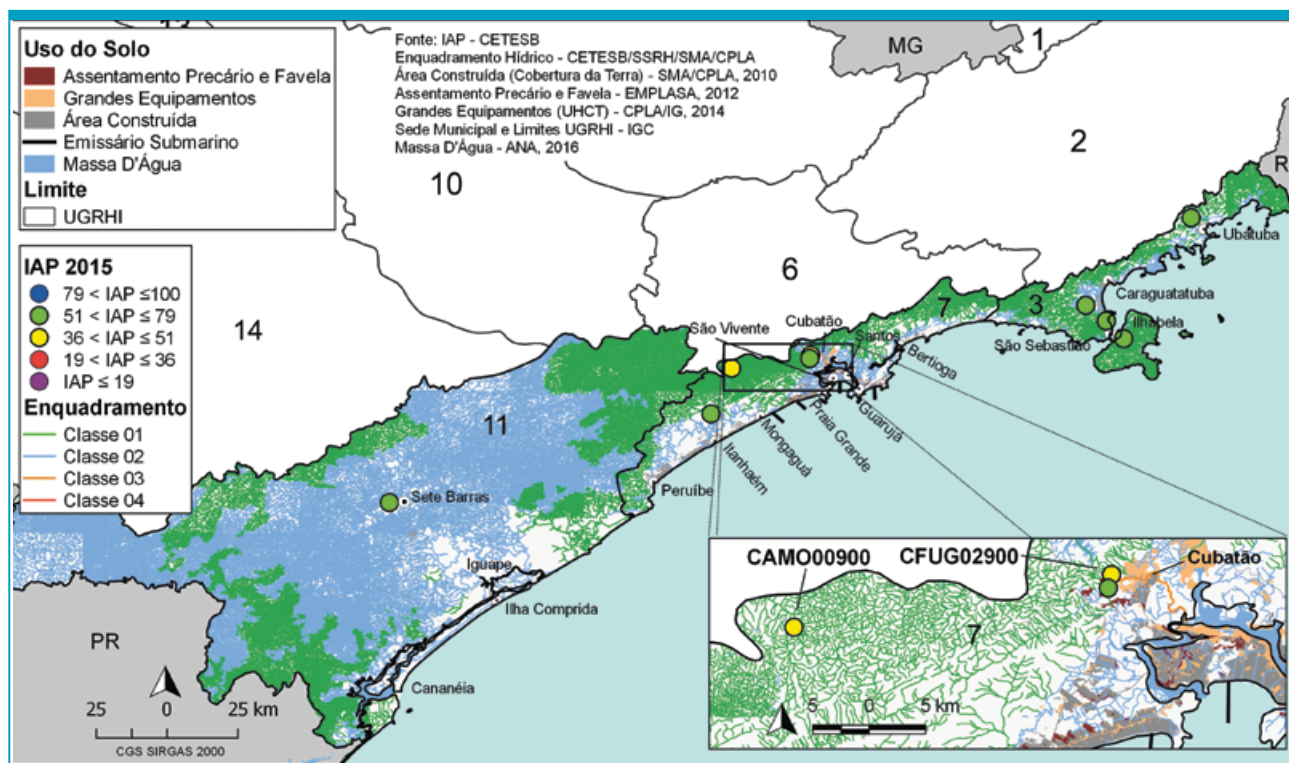 Uso do Solo
Assentamento Precário e Favela
Grandes Equipamentos
Área Construída
Emissário Submarino
Massa D'Água
Limite
UGRHI
Fonte: IAP - CETESB
Enquadramento Hídrico - CETESB/SSRH/SMA/CPLA
Área Construída (Cobertura da Terra) - SMA/CPLA, 2010
Assentamento Precário e Favela - EMPLASA, 2012
Grandes Equipamentos (UHCT) - CPLA/IG, 2014
Sede Municipal e Limites UGRHI - IGC
Massa D'Água - ANA, 2016
MG
1
2
R
10
6
14
IAP 2015
79 < IAP ≤100
51 < IAP ≤ 79
36 < IAP ≤ 51
19 < IAP ≤ 36
IAP ≤ 19
Enquadramento
Classe 01
Classe 02
Classe 03
Classe 04
Ubatuba
Caraguatatuba
Ilhabela
São Sebastião
3
7
São Vivente
Cubatão
Santos
Bertioga
Guarujá
Praia Grande
Mongaguá
Itanhaém
Peruíbe
11
Sete Barras
Iguape
Ilha Comprida
Cananéia
PR
25 0 25 km
CGS SIRGAS 2000
CAMO00900
CFUG02900
Cubatão
7
5 0 5 km